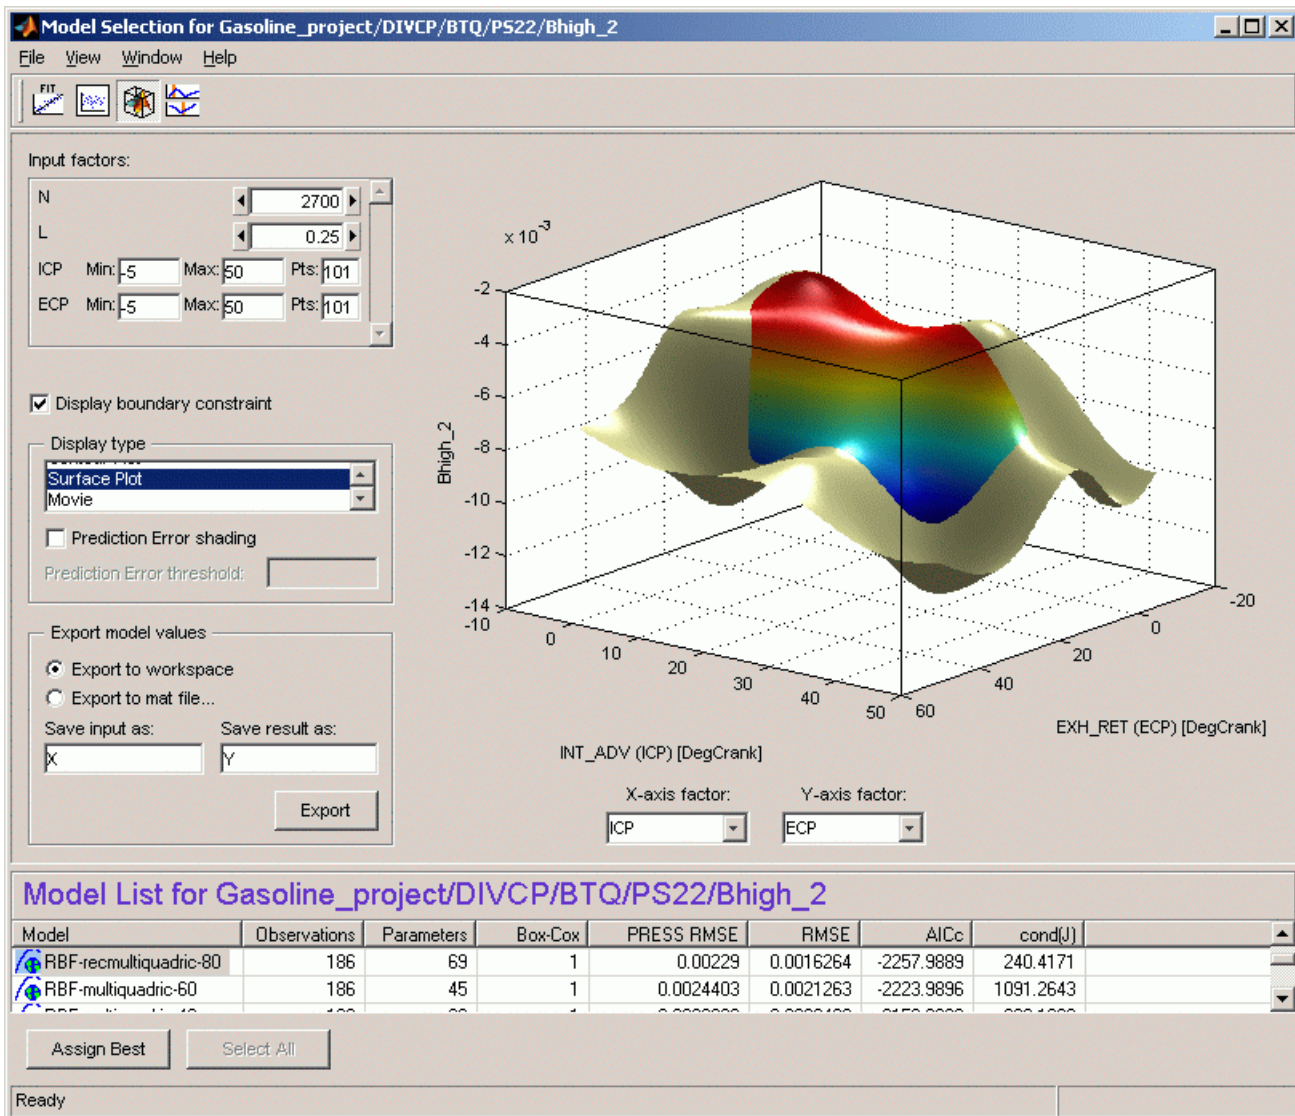 Model Selection for Gasoline_project/DIVCP/BTQ/PS22/Bhigh_2
File View Window Help
FIT
Input factors:
N 2700
L 0.25
ICP Min: -5 Max: 50 Pts: 101
ECP Min: -5 Max: 50 Pts: 101
Display boundary constraint
Display type
Surface Plot
Movie
Prediction Error shading
Prediction Error threshold:
Export model values
Export to workspace
Export to mat file...
Save input as: Save result as:
X Y
Export
x 10^-3
-2
-4
-6
-8
-10
-12
-14
Bhigh_2
-10 0 10 20 30 40 50
60 40 20 0 -20
INT_ADV (ICP) [DegCrank]
EXH_RET (ECP) [DegCrank]
X-axis factor: Y-axis factor:
ICP ECP
Model List for Gasoline_project/DIVCP/BTQ/PS22/Bhigh_2
Model Observations Parameters Box-Cox PRESS RMSE RMSE AICc cond(J)
RBF-recmultiquadric-80 186 69 1 0.00229 0.0016264 -2257.9889 240.4171
RBF-multiquadric-60 186 45 1 0.0024403 0.0021263 -2223.9896 1091.2643
Assign Best Select All
Ready